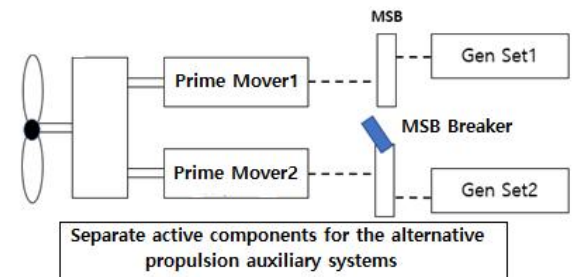 MSB
Prime Mover1
Gen Set1
MSB Breaker
Prime Mover2
Gen Set2
Separate active components for the alternative
propulsion auxiliary systems